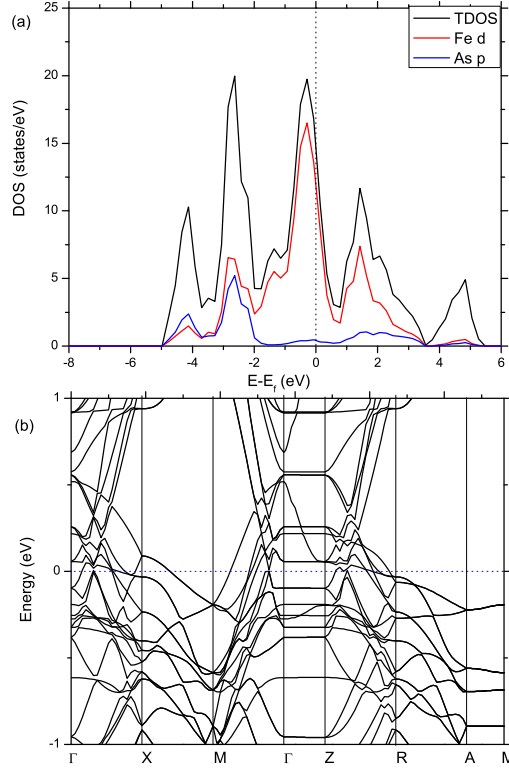 (a)
25
20
15
10
5
0
DOS (states/eV)
TDOS
Fe d
As p
-8 -6 -4 -2 0 2 4 6
E-E_f (eV)
(b)
1
0
-1
Energy (eV)
Γ X M Γ Z R A M